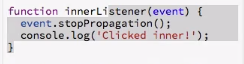 function innerListener(event) {
  event.stopPropagation();
  console.log('Clicked inner!');
}